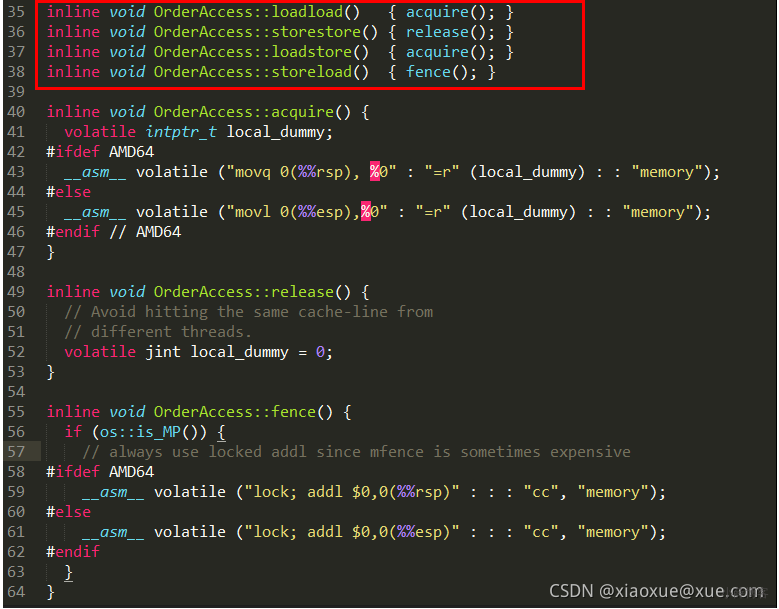 35 inline void OrderAccess::loadload()   { acquire(); }
36 inline void OrderAccess::storestore() { release(); }
37 inline void OrderAccess::loadstore()  { acquire(); }
38 inline void OrderAccess::storeload()  { fence(); }
39
40 inline void OrderAccess::acquire() {
41   volatile intptr_t local_dummy;
42 #ifdef AMD64
43   __asm__ volatile ("movq 0(%%rsp), %0" : "=r" (local_dummy) : : "memory");
44 #else
45   __asm__ volatile ("movl 0(%%esp),%0" : "=r" (local_dummy) : : "memory");
46 #endif // AMD64
47 }
48
49 inline void OrderAccess::release() {
50   // Avoid hitting the same cache-line from
51   // different threads.
52   volatile jint local_dummy = 0;
53 }
54
55 inline void OrderAccess::fence() {
56   if (os::is_MP()) {
57     // always use locked addl since mfence is sometimes expensive
58 #ifdef AMD64
59     __asm__ volatile ("lock; addl $0,0(%%rsp)" : : : "cc", "memory");
60 #else
61     __asm__ volatile ("lock; addl $0,0(%%esp)" : : : "cc", "memory");
62 #endif
63   }
64 }
CSDN @xiaoxue@xue.com